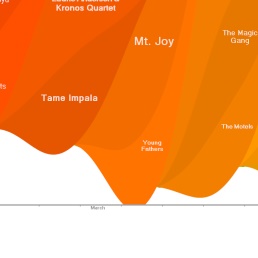 Kronos Quartet
The Magic
Gang
Mt. Joy
Tame Impala
The Motels
Young
Fathers
March